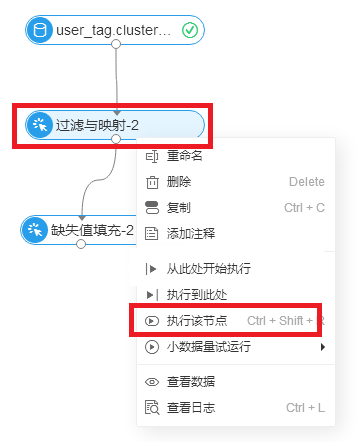 user_tag.cluster...
过滤与映射-2
重命名
删除 Delete
缺失值填充-2
复制 Ctrl + C
添加注释
从此处开始执行
执行到此处
执行该节点 Ctrl + Shift + R
小数据量试运行
查看数据
查看日志 Ctrl + L